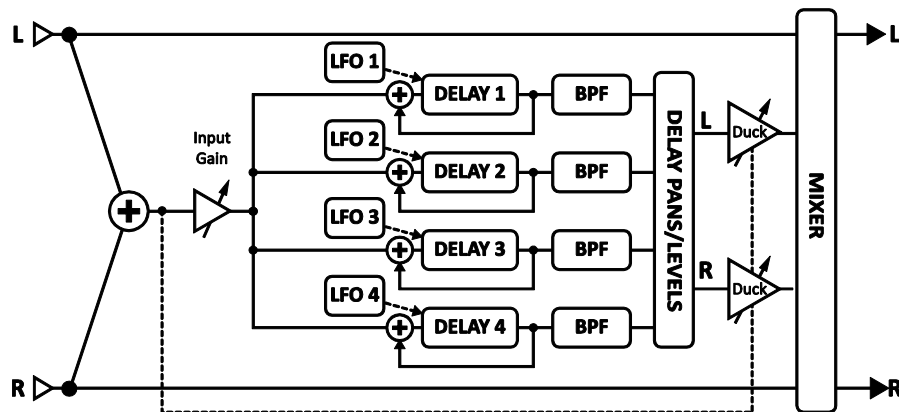 L
L
LFO 1
DELAY 1
BPF
Input
Gain
LFO 2
DELAY 2
BPF
LFO 3
DELAY 3
BPF
LFO 4
DELAY 4
BPF
DELAY PANS/LEVELS
L
Duck
R
Duck
MIXER
R
R